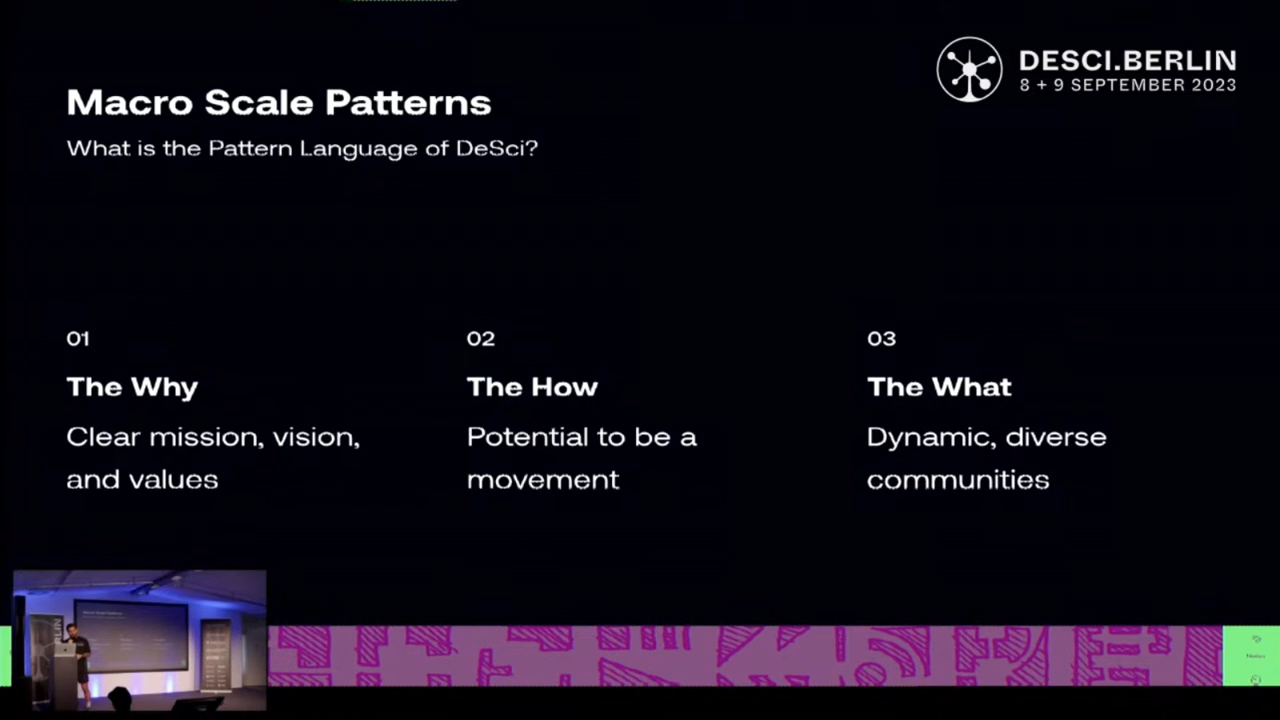 DESCI.BERLIN
8 + 9 SEPTEMBER 2023
Macro Scale Patterns
What is the Pattern Language of DeSci?
01
The Why
Clear mission, vision,
and values
02
The How
Potential to be a
movement
03
The What
Dynamic, diverse
communities